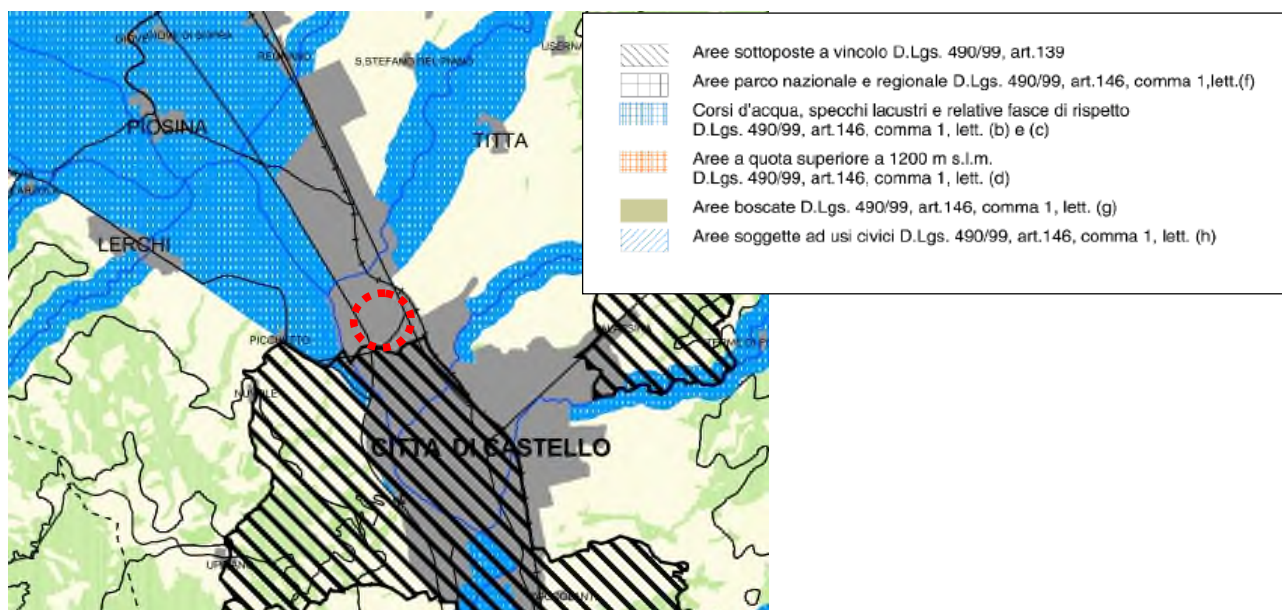 S.STEFANO DEL PIANO
PIOSINA
TITTA
LERCHI
PICCHETTO
NUVOLE
CITTA DI CASTELLO
Aree sottoposte a vincolo D.Lgs. 490/99, art.139
Aree parco nazionale e regionale D.Lgs. 490/99, art.146, comma 1,lett.(f)
Corsi d'acqua, specchi lacustri e relative fasce di rispetto
D.Lgs. 490/99, art.146, comma 1, lett. (b) e (c)
Aree a quota superiore a 1200 m s.l.m.
D.Lgs. 490/99, art.146, comma 1, lett. (d)
Aree boscate D.Lgs. 490/99, art.146, comma 1, lett. (g)
Aree soggette ad usi civici D.Lgs. 490/99, art.146, comma 1, lett. (h)